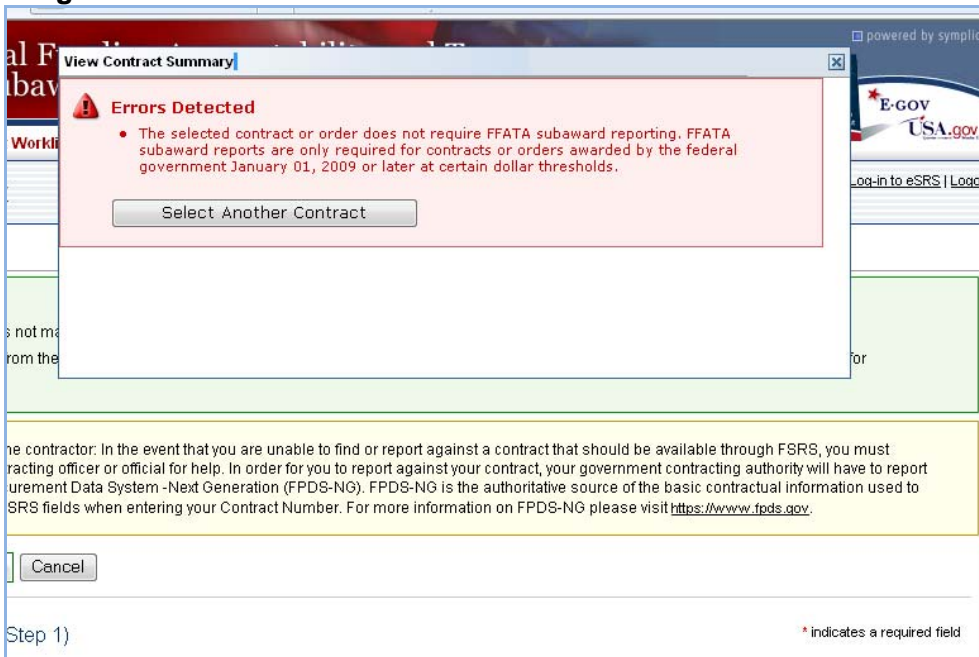 powered by symplic
View Contract Summary
Errors Detected
• The selected contract or order does not require FFATA subaward reporting. FFATA
subaward reports are only required for contracts or orders awarded by the federal
government January 01, 2009 or later at certain dollar thresholds.
E-GOV
USA.gov
Workli
Log-in to eSRS | Logo
Select Another Contract
s not ma
rom the
for
ne contractor: In the event that you are unable to find or report against a contract that should be available through FSRS, you must
racting officer or official for help. In order for you to report against your contract, your government contracting authority will have to report
urement Data System -Next Generation (FPDS-NG). FPDS-NG is the authoritative source of the basic contractual information used to
SRS fields when entering your Contract Number. For more information on FPDS-NG please visit https://www.fpds.gov.
Cancel
Step 1)
* indicates a required field